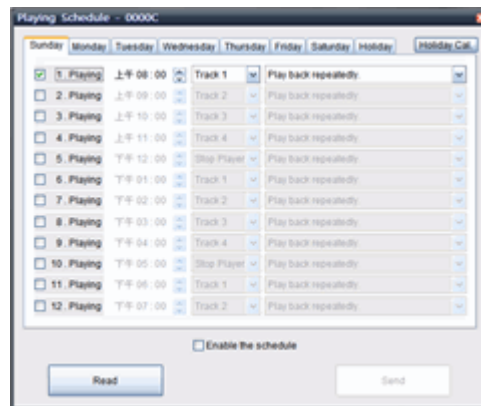 Playing Schedule - 0000C
Sunday Monday Tuesday Wednesday Thursday Friday Saturday Holiday Holiday Cal.
1. Playing 上午 08:00 Track 1 Play back repeatedly.
2. Playing 上午 09:00 Track 2 Play back repeatedly.
3. Playing 上午 10:00 Track 3 Play back repeatedly.
4. Playing 上午 11:00 Track 4 Play back repeatedly.
5. Playing 下午 12:00 Stop Player Play back repeatedly.
6. Playing 下午 01:00 Track 1 Play back repeatedly.
7. Playing 下午 02:00 Track 2 Play back repeatedly.
8. Playing 下午 03:00 Track 3 Play back repeatedly.
9. Playing 下午 04:00 Track 4 Play back repeatedly.
10. Playing 下午 05:00 Stop Player Play back repeatedly.
11. Playing 下午 06:00 Track 1 Play back repeatedly.
12. Playing 下午 07:00 Track 2 Play back repeatedly.
Enable the schedule
Read Send